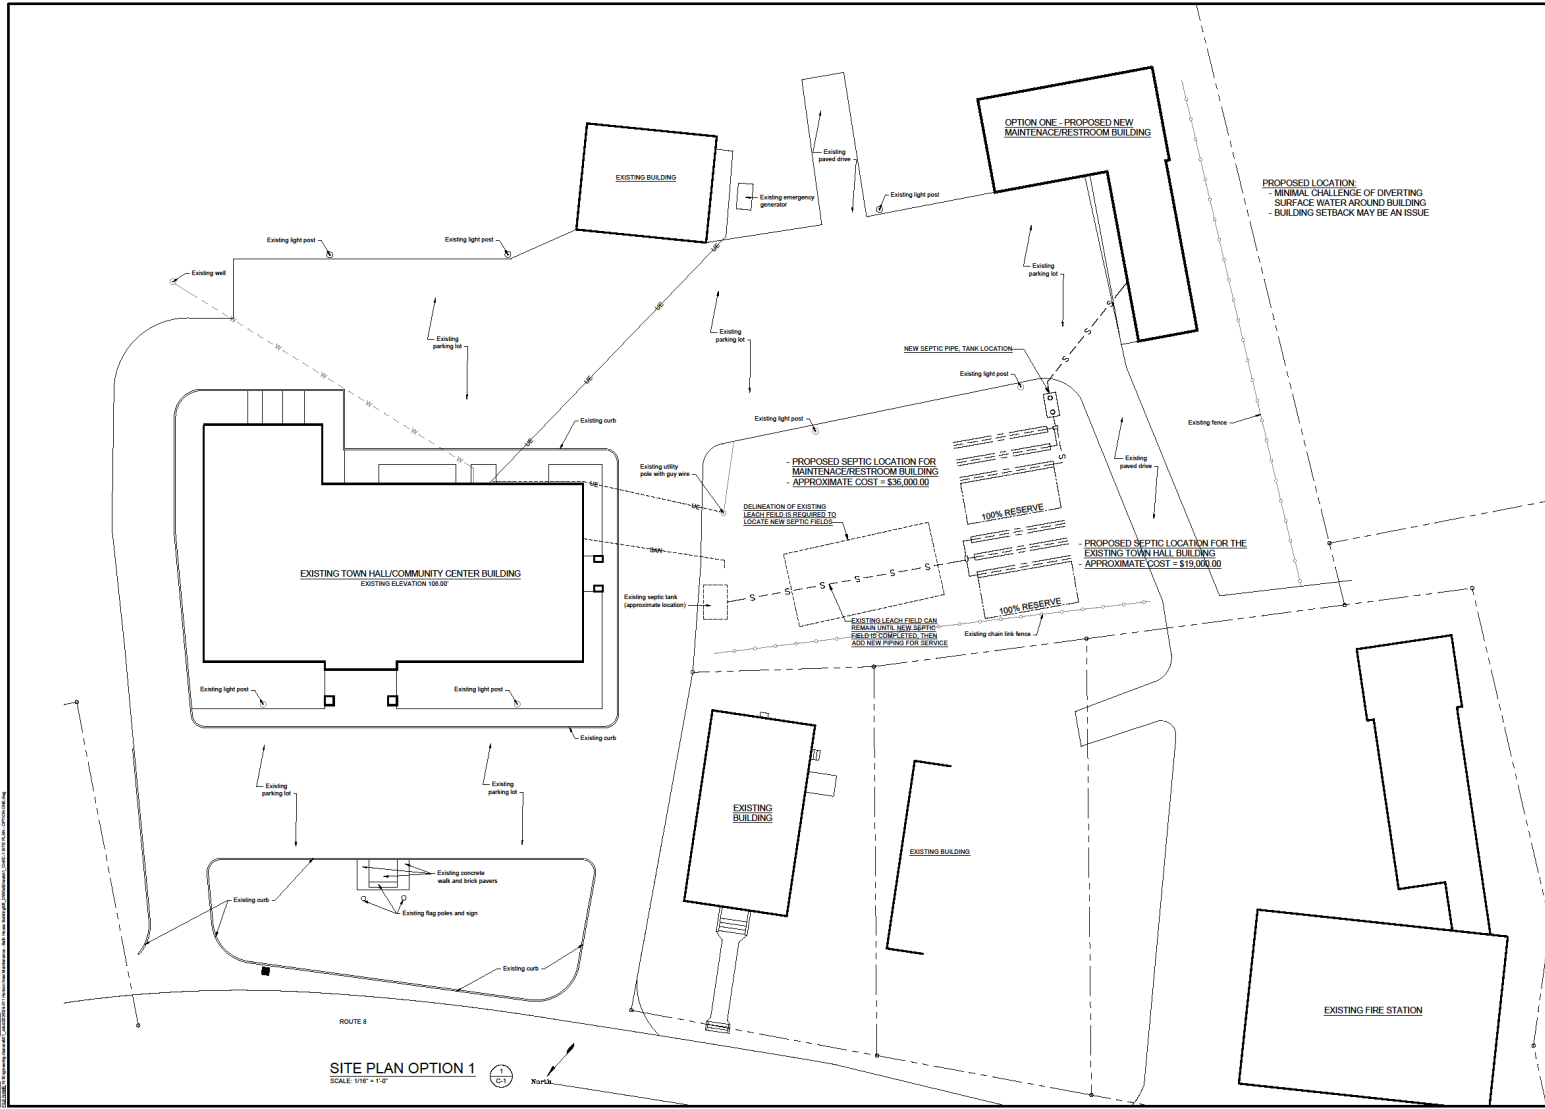 OPTION ONE - PROPOSED NEW
MAINTENACE/RESTROOM BUILDING
EXISTING BUILDING
Existing
paved drive
Existing emergency
generator
Existing light post
PROPOSED LOCATION:
- MINIMAL CHALLENGE OF DIVERTING
SURFACE WATER AROUND BUILDING
- BUILDING SETBACK MAY BE AN ISSUE
Existing light post
Existing light post
UE
Existing well
Existing
parking lot
UE
S
W
Existing
parking lot
Existing
parking lot
S
W
NEW SEPTIC PIPE, TANK LOCATION
S
W
UE
Existing light post
W
Existing light post
Existing curb
Existing fence
UE
W
Existing utility
pole with guy wire
- PROPOSED SEPTIC LOCATION FOR
MAINTENACE/RESTROOM BUILDING
- APPROXIMATE COST = $36,000.00
S
Existing
paved drive
UE
UE
DELINEATION OF EXISTING
LEACH FEILD IS REQUIRED TO
LOCATE NEW SEPTIC FIELDS
100% RESERVE
SAN
- PROPOSED SEPTIC LOCATION FOR THE
EXISTING TOWN HALL BUILDING
- APPROXIMATE COST = $19,000.00
EXISTING TOWN HALL/COMMUNITY CENTER BUILDING
EXISTING ELEVATION 106.00'
S S S S S S
Existing septic tank
(approximate location)
100% RESERVE
EXISTING LEACH FIELD CAN
REMAIN UNTIL NEW SEPTIC
FIELD IS COMPLETED, THEN
ADD NEW PIPING FOR SERVICE
Existing chain link fence
Existing light post
Existing light post
Existing curb
Existing
parking lot
Existing
parking lot
EXISTING
BUILDING
EXISTING BUILDING
Existing concrete
walk and brick pavers
Existing curb
Existing flag poles and sign
Existing curb
EXISTING FIRE STATION
ROUTE 8
SITE PLAN OPTION 1
SCALE: 1/16" = 1'-0"
1
C-1
North